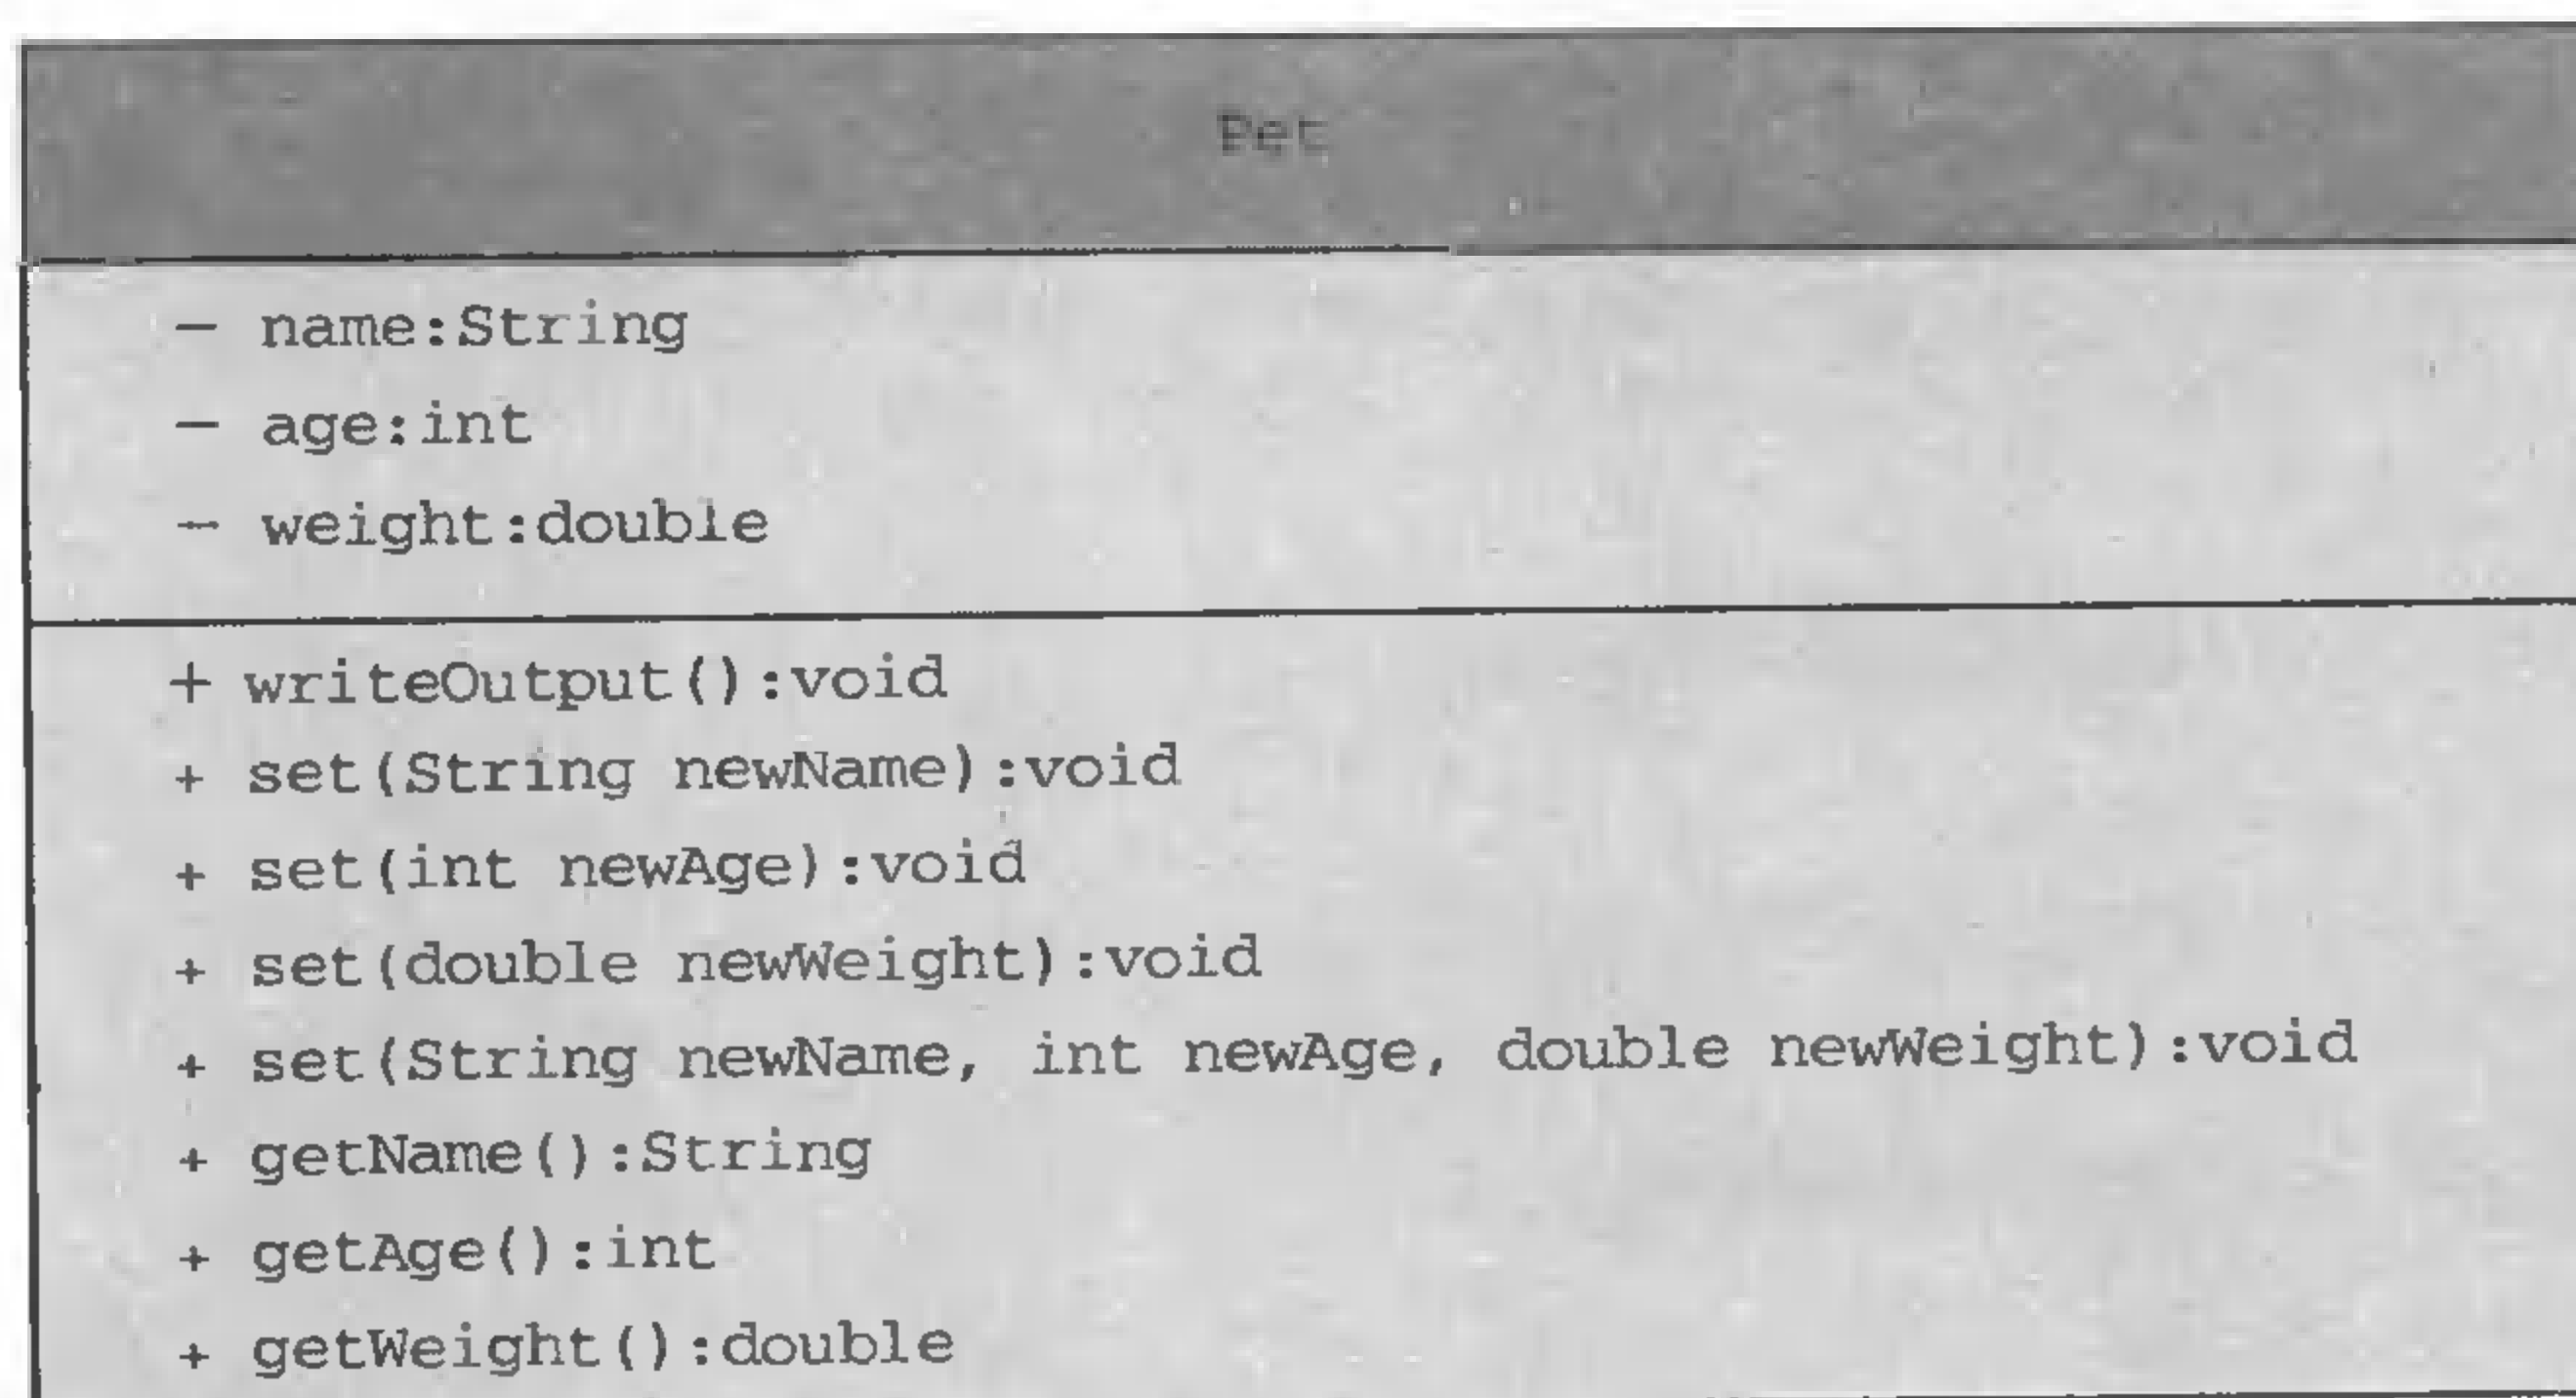 Pet
− name:String
− age:int
− weight:double
+ writeOutput():void
+ set(String newName):void
+ set(int newAge):void
+ set(double newWeight):void
+ set(String newName, int newAge, double newWeight):void
+ getName():String
+ getAge():int
+ getWeight():double